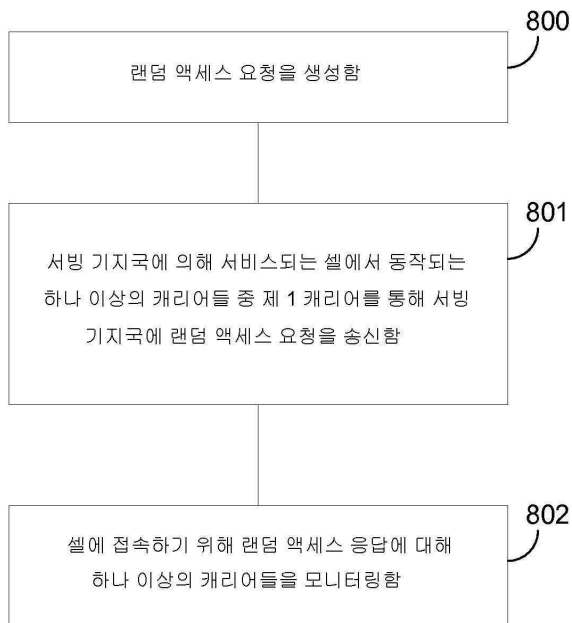 800
랜덤 액세스 요청을 생성함
801
서빙 기지국에 의해 서비스되는 셀에서 동작되는
하나 이상의 캐리어들 중 제 1 캐리어를 통해 서빙
기지국에 랜덤 액세스 요청을 송신함
802
셀에 접속하기 위해 랜덤 액세스 응답에 대해
하나 이상의 캐리어들을 모니터링함